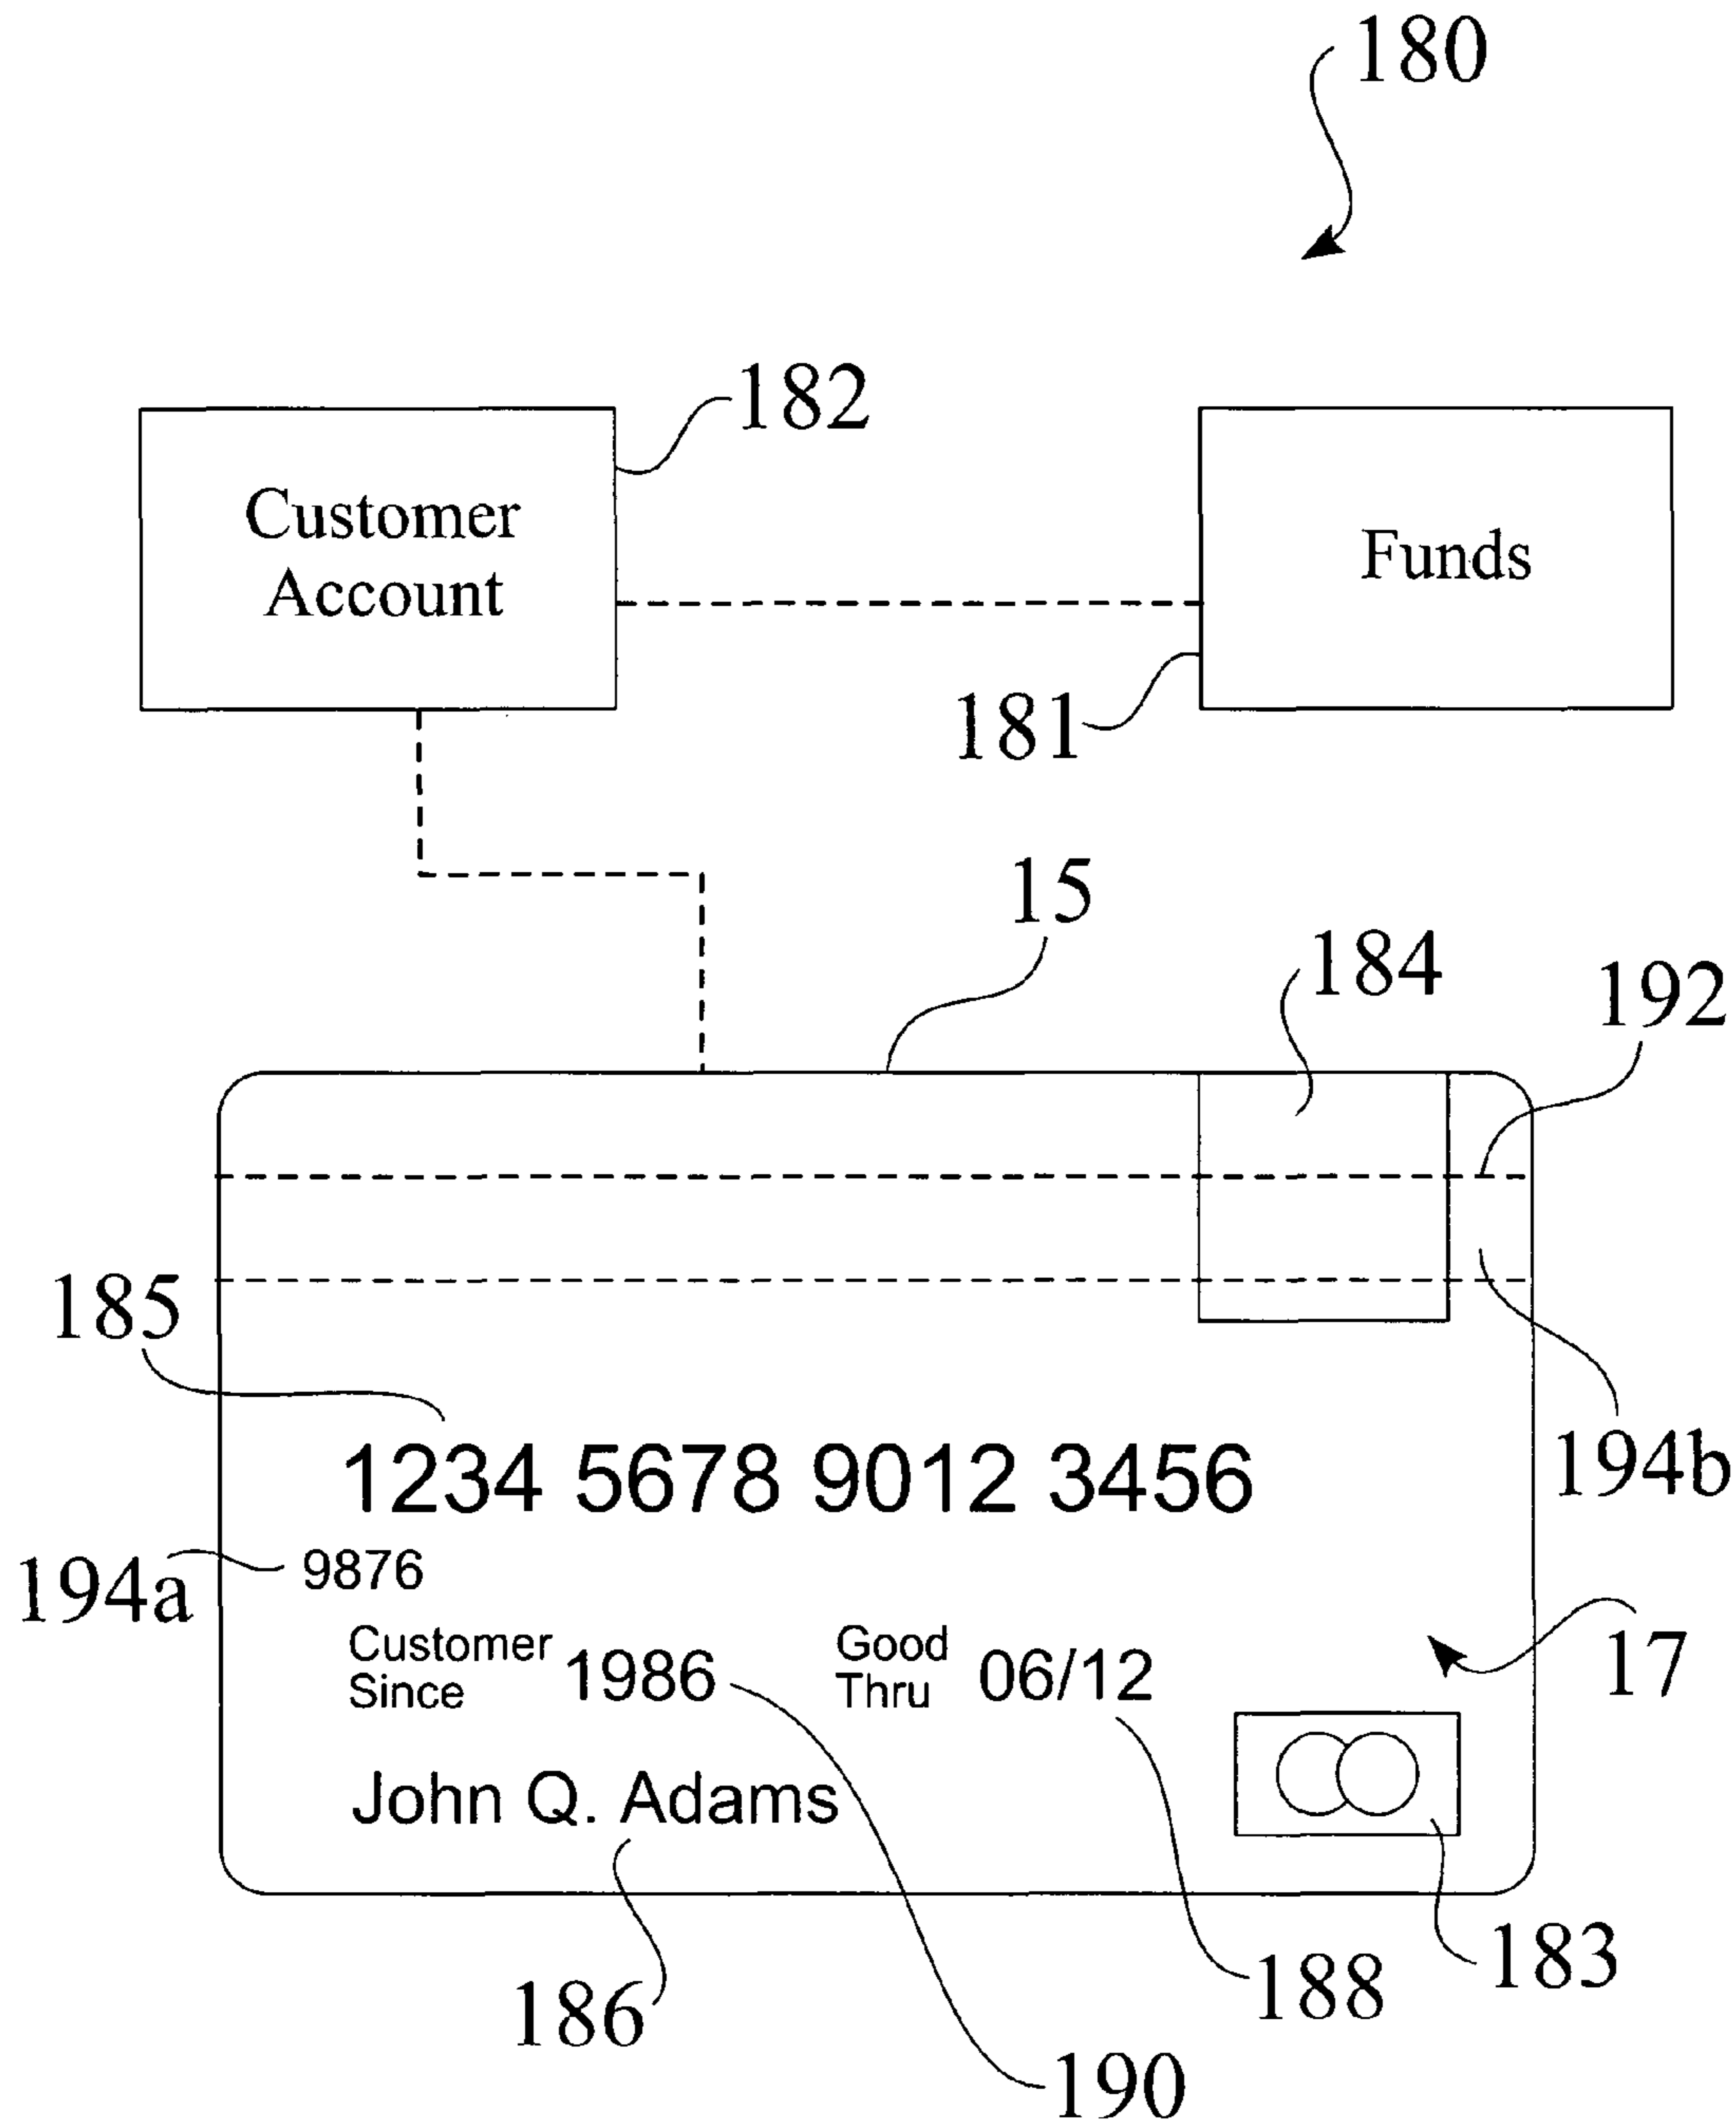 180
182
Customer
Account
Funds
181
15
184
192
185
1234 5678 9012 3456
194b
194a
9876
Customer
Since
1986
Good
Thru
06/12
17
John Q. Adams
183
188
186
190